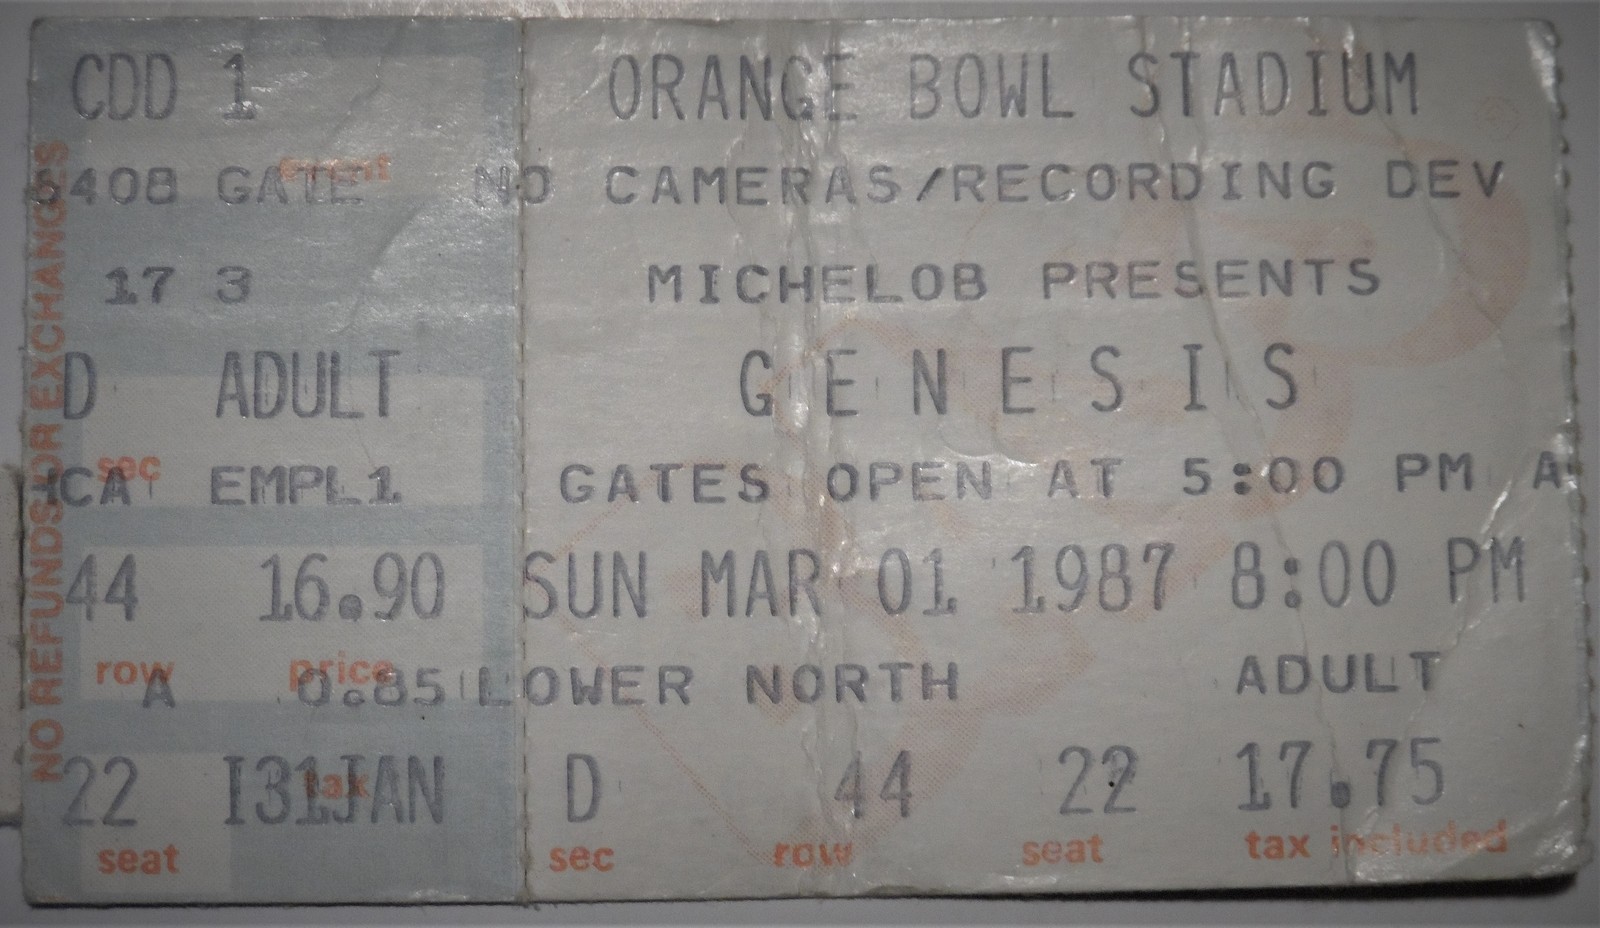 CDD 1 ORANGE BOWL STADIUM
event
5408 GATE NO CAMERAS/RECORDING DEV
17 3 MICHELOB PRESENTS
D ADULT GENESIS
sec
CA EMPL1 GATES OPEN AT 5:00 PM A
44 16.90 SUN MAR 01 1987 8:00 PM
row price
A 0.85 LOWER NORTH ADULT
22 I31JAN D 44 22 17.75
tax
seat sec row seat tax included
NO REFUNDS OR EXCHANGES